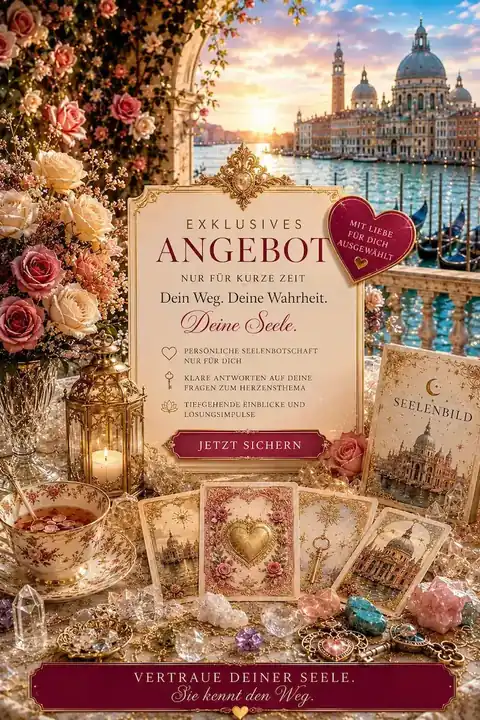 EXKLUSIVES
ANGEBOT
NUR FÜR KURZE ZEIT
Dein Weg. Deine Wahrheit.
Deine Seele.
PERSÖNLICHE SEELENBOTSCHAFT
NUR FÜR DICH
KLARE ANTWORTEN AUF DEINE
FRAGEN ZUM HERZENSTHEMA
TIEFGEHENDE EINBLICKE UND
LÖSUNGSIMPULSE
JETZT SICHERN
MIT LIEBE
FÜR DICH
AUSGEWÄHLT
SEELENBILD
VERTRAUE DEINER SEELE.
Sie kennt den Weg.